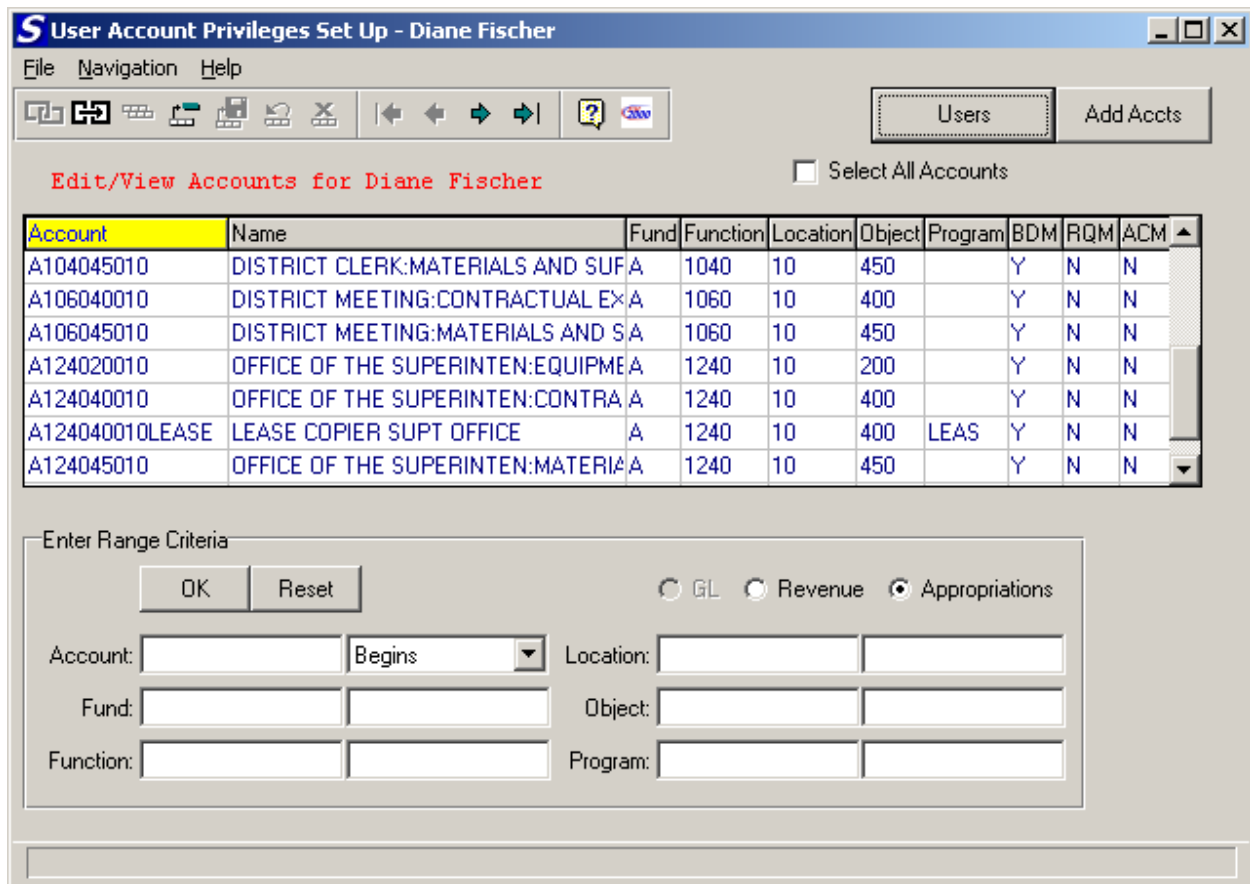 S User Account Privileges Set Up - Diane Fischer
File Navigation Help
Users Add Accts
Edit/View Accounts for Diane Fischer
Select All Accounts
Account Name Fund Function Location Object Program BDM RQM ACM
A104045010 DISTRICT CLERK:MATERIALS AND SUP A 1040 10 450 Y N N
A106040010 DISTRICT MEETING:CONTRACTUAL EX A 1060 10 400 Y N N
A106045010 DISTRICT MEETING:MATERIALS AND S A 1060 10 450 Y N N
A124020010 OFFICE OF THE SUPERINTEN:EQUIPME A 1240 10 200 Y N N
A124040010 OFFICE OF THE SUPERINTEN:CONTRA A 1240 10 400 Y N N
A124040010LEASE LEASE COPIER SUPT OFFICE A 1240 10 400 LEAS Y N N
A124045010 OFFICE OF THE SUPERINTEN:MATERIA A 1240 10 450 Y N N
Enter Range Criteria
OK Reset GL Revenue Appropriations
Account: Begins Location:
Fund: Object:
Function: Program: